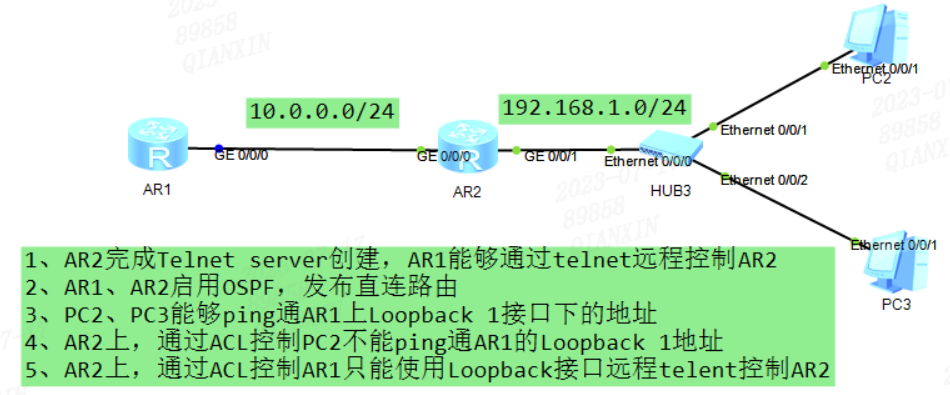 89858
QIANXIN
10.0.0.0/24
192.168.1.0/24
Ethernet 0/0/1
PC2
GE 0/0/0
GE 0/0/0
GE 0/0/1
Ethernet 0/0/0
Ethernet 0/0/1
89858
QIANXIN
AR1
AR2
HUB3
Ethernet 0/0/2
89858
QIANXIN
Ethernet 0/0/1
PC3
1、AR2完成Telnet server创建，AR1能够通过telnet远程控制AR2
2、AR1、AR2启用OSPF，发布直连路由
3、PC2、PC3能够ping通AR1上Loopback 1接口下的地址
4、AR2上，通过ACL控制PC2不能ping通AR1的Loopback 1地址
5、AR2上，通过ACL控制AR1只能使用Loopback接口远程telent控制AR2